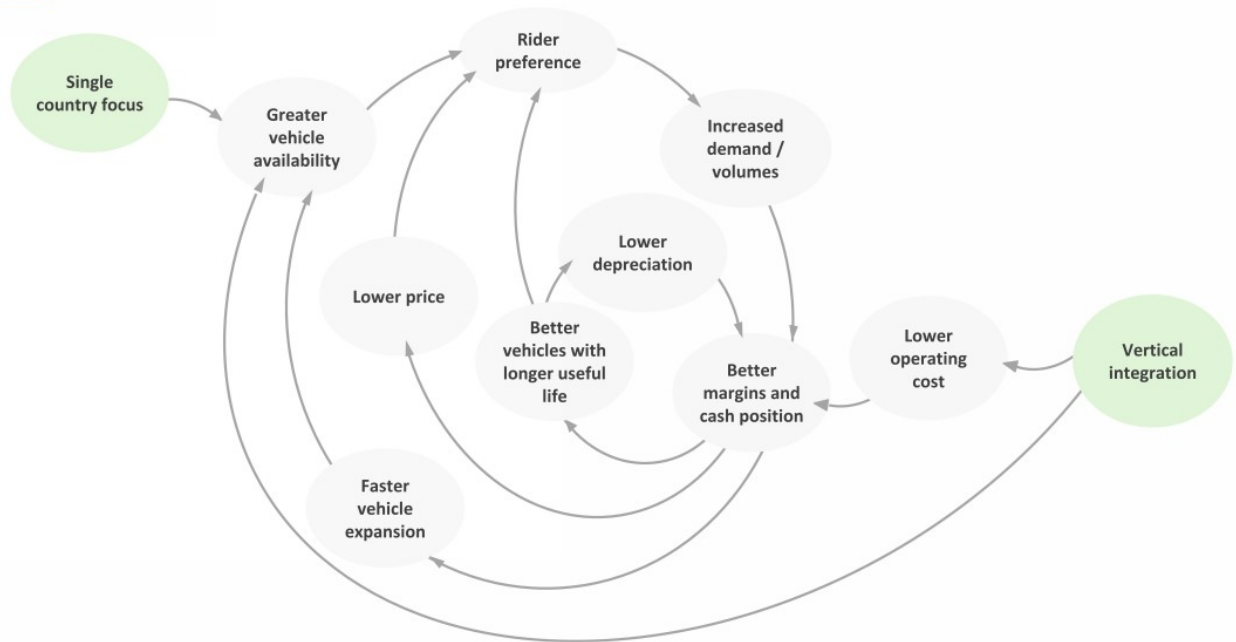 Rider
preference
Single
country focus
Greater
vehicle
availability
Increased
demand /
volumes
Lower
depreciation
Lower price
Better
vehicles with
longer useful
life
Better
margins and
cash position
Lower
operating
cost
Vertical
integration
Faster
vehicle
expansion